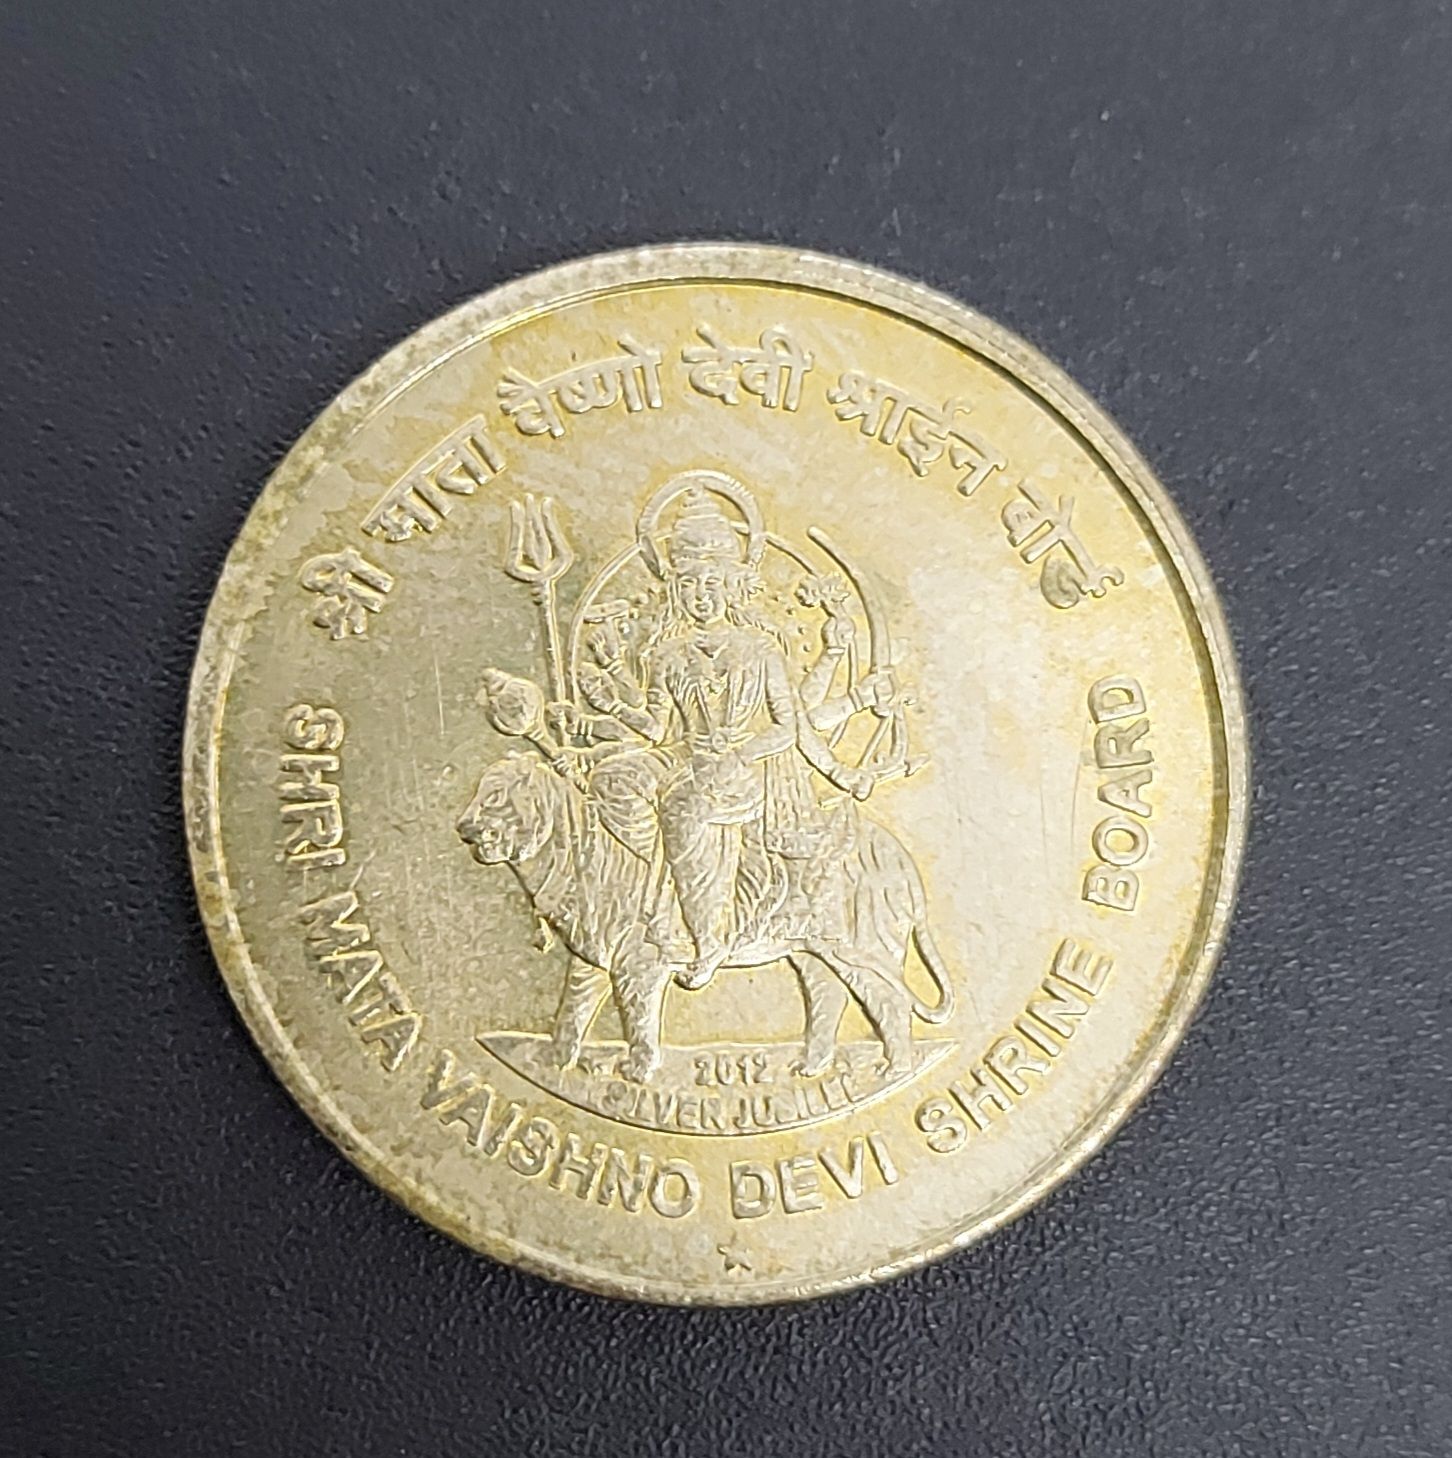 श्री माता वैष्णो देवी श्राईन बोर्ड
2012
SILVER JUBILEE
SHRI MATA VAISHNO DEVI SHRINE BOARD